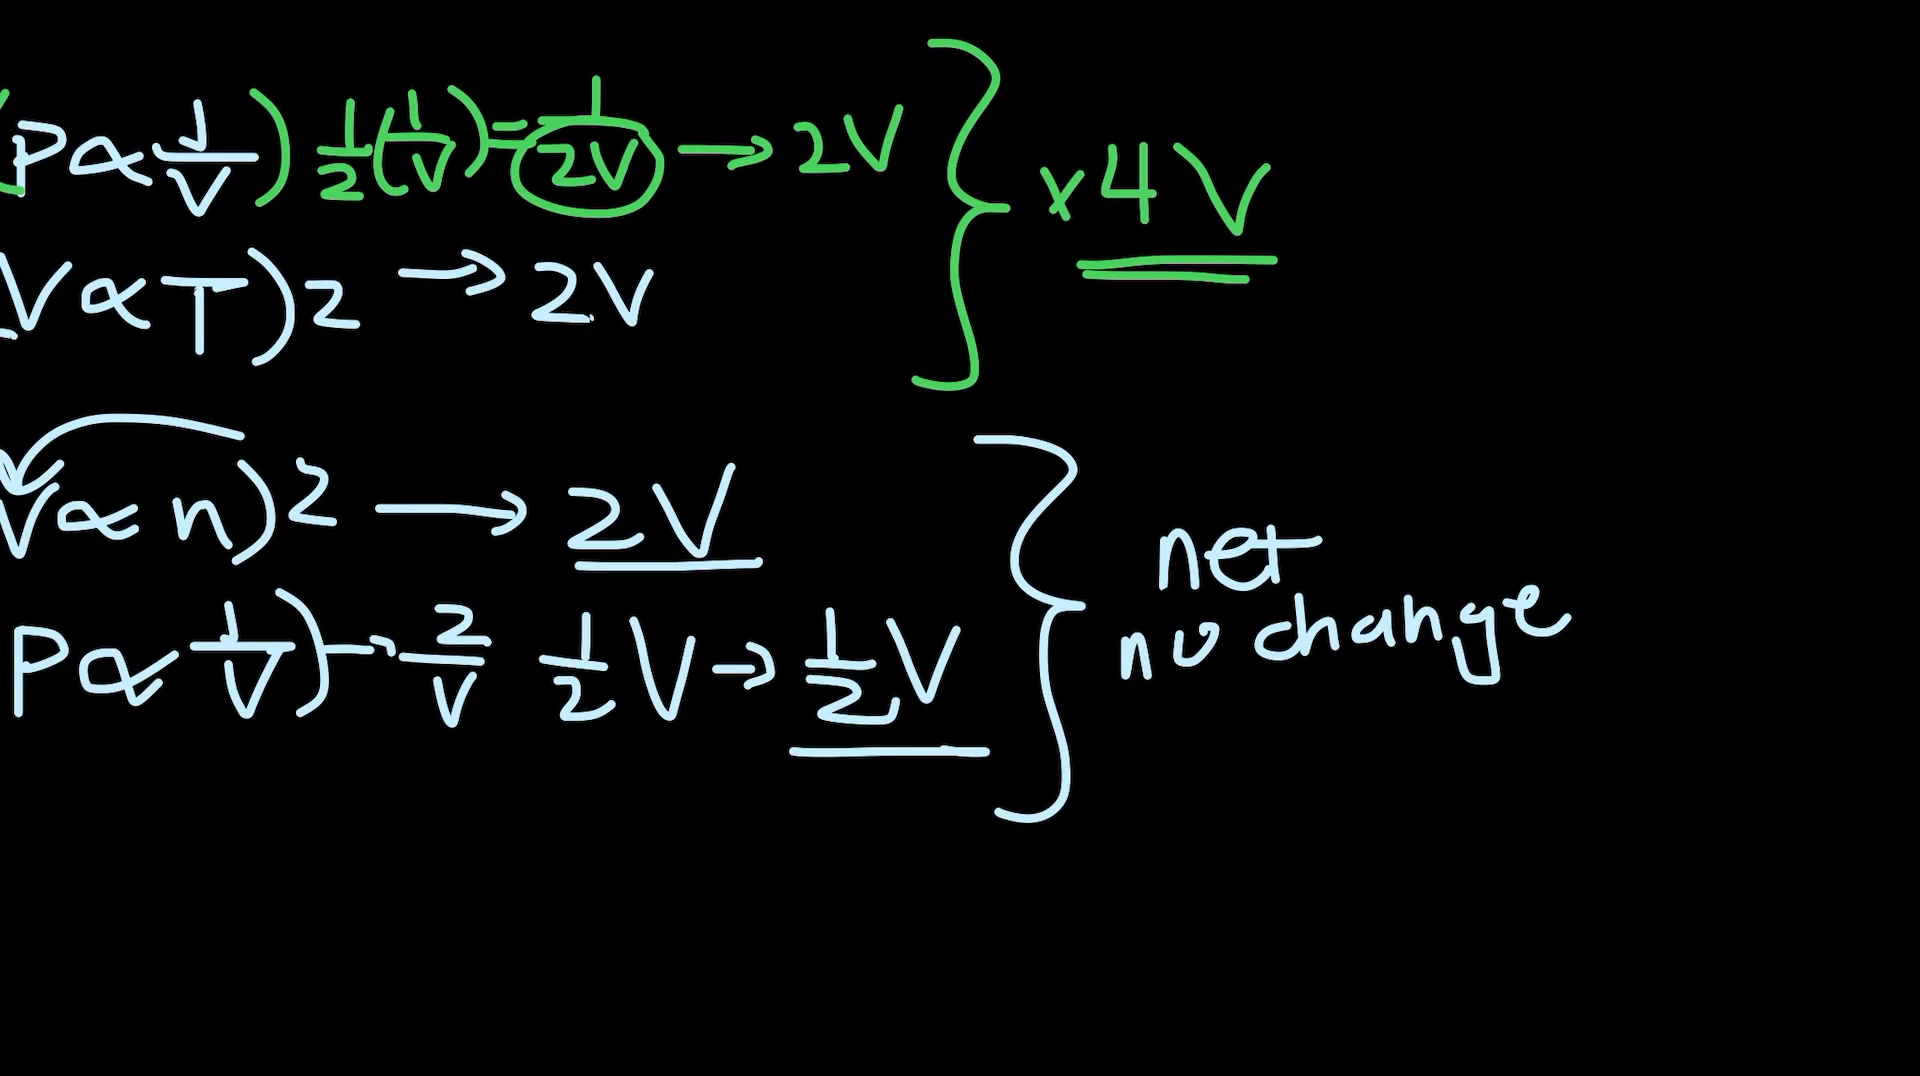 (P∝1/V) 1/2(1/V) = 1/2V → 2V
V∝T)2 → 2V
×4V
V∝n)2 → 2V
P∝1/V) → 2/V 1/2V → 1/2V
net
no change